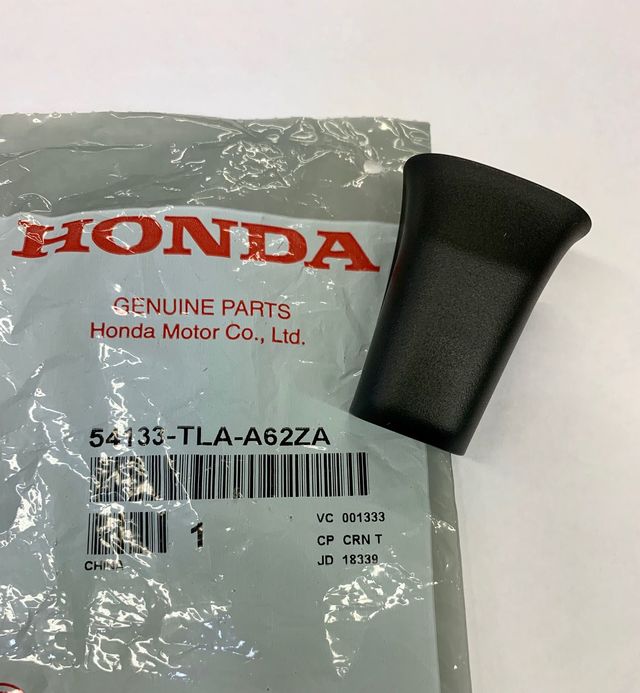 HONDA
GENUINE PARTS
Honda Motor Co., Ltd.
54133-TLA-A62ZA
1
VC 001333
CP CRN T
JD 18339
CHINA